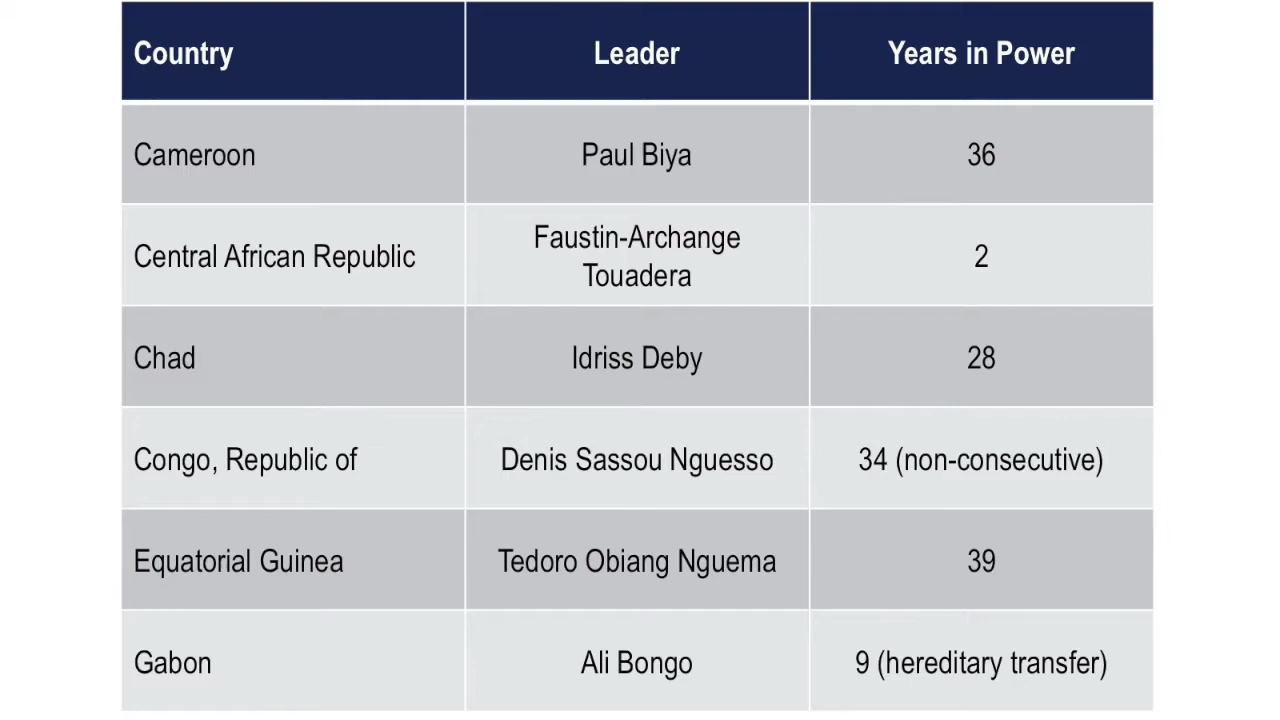 Country Leader Years in Power
Cameroon Paul Biya 36
Central African Republic Faustin-Archange Touadera 2
Chad Idriss Deby 28
Congo, Republic of Denis Sassou Nguesso 34 (non-consecutive)
Equatorial Guinea Tedoro Obiang Nguema 39
Gabon Ali Bongo 9 (hereditary transfer)